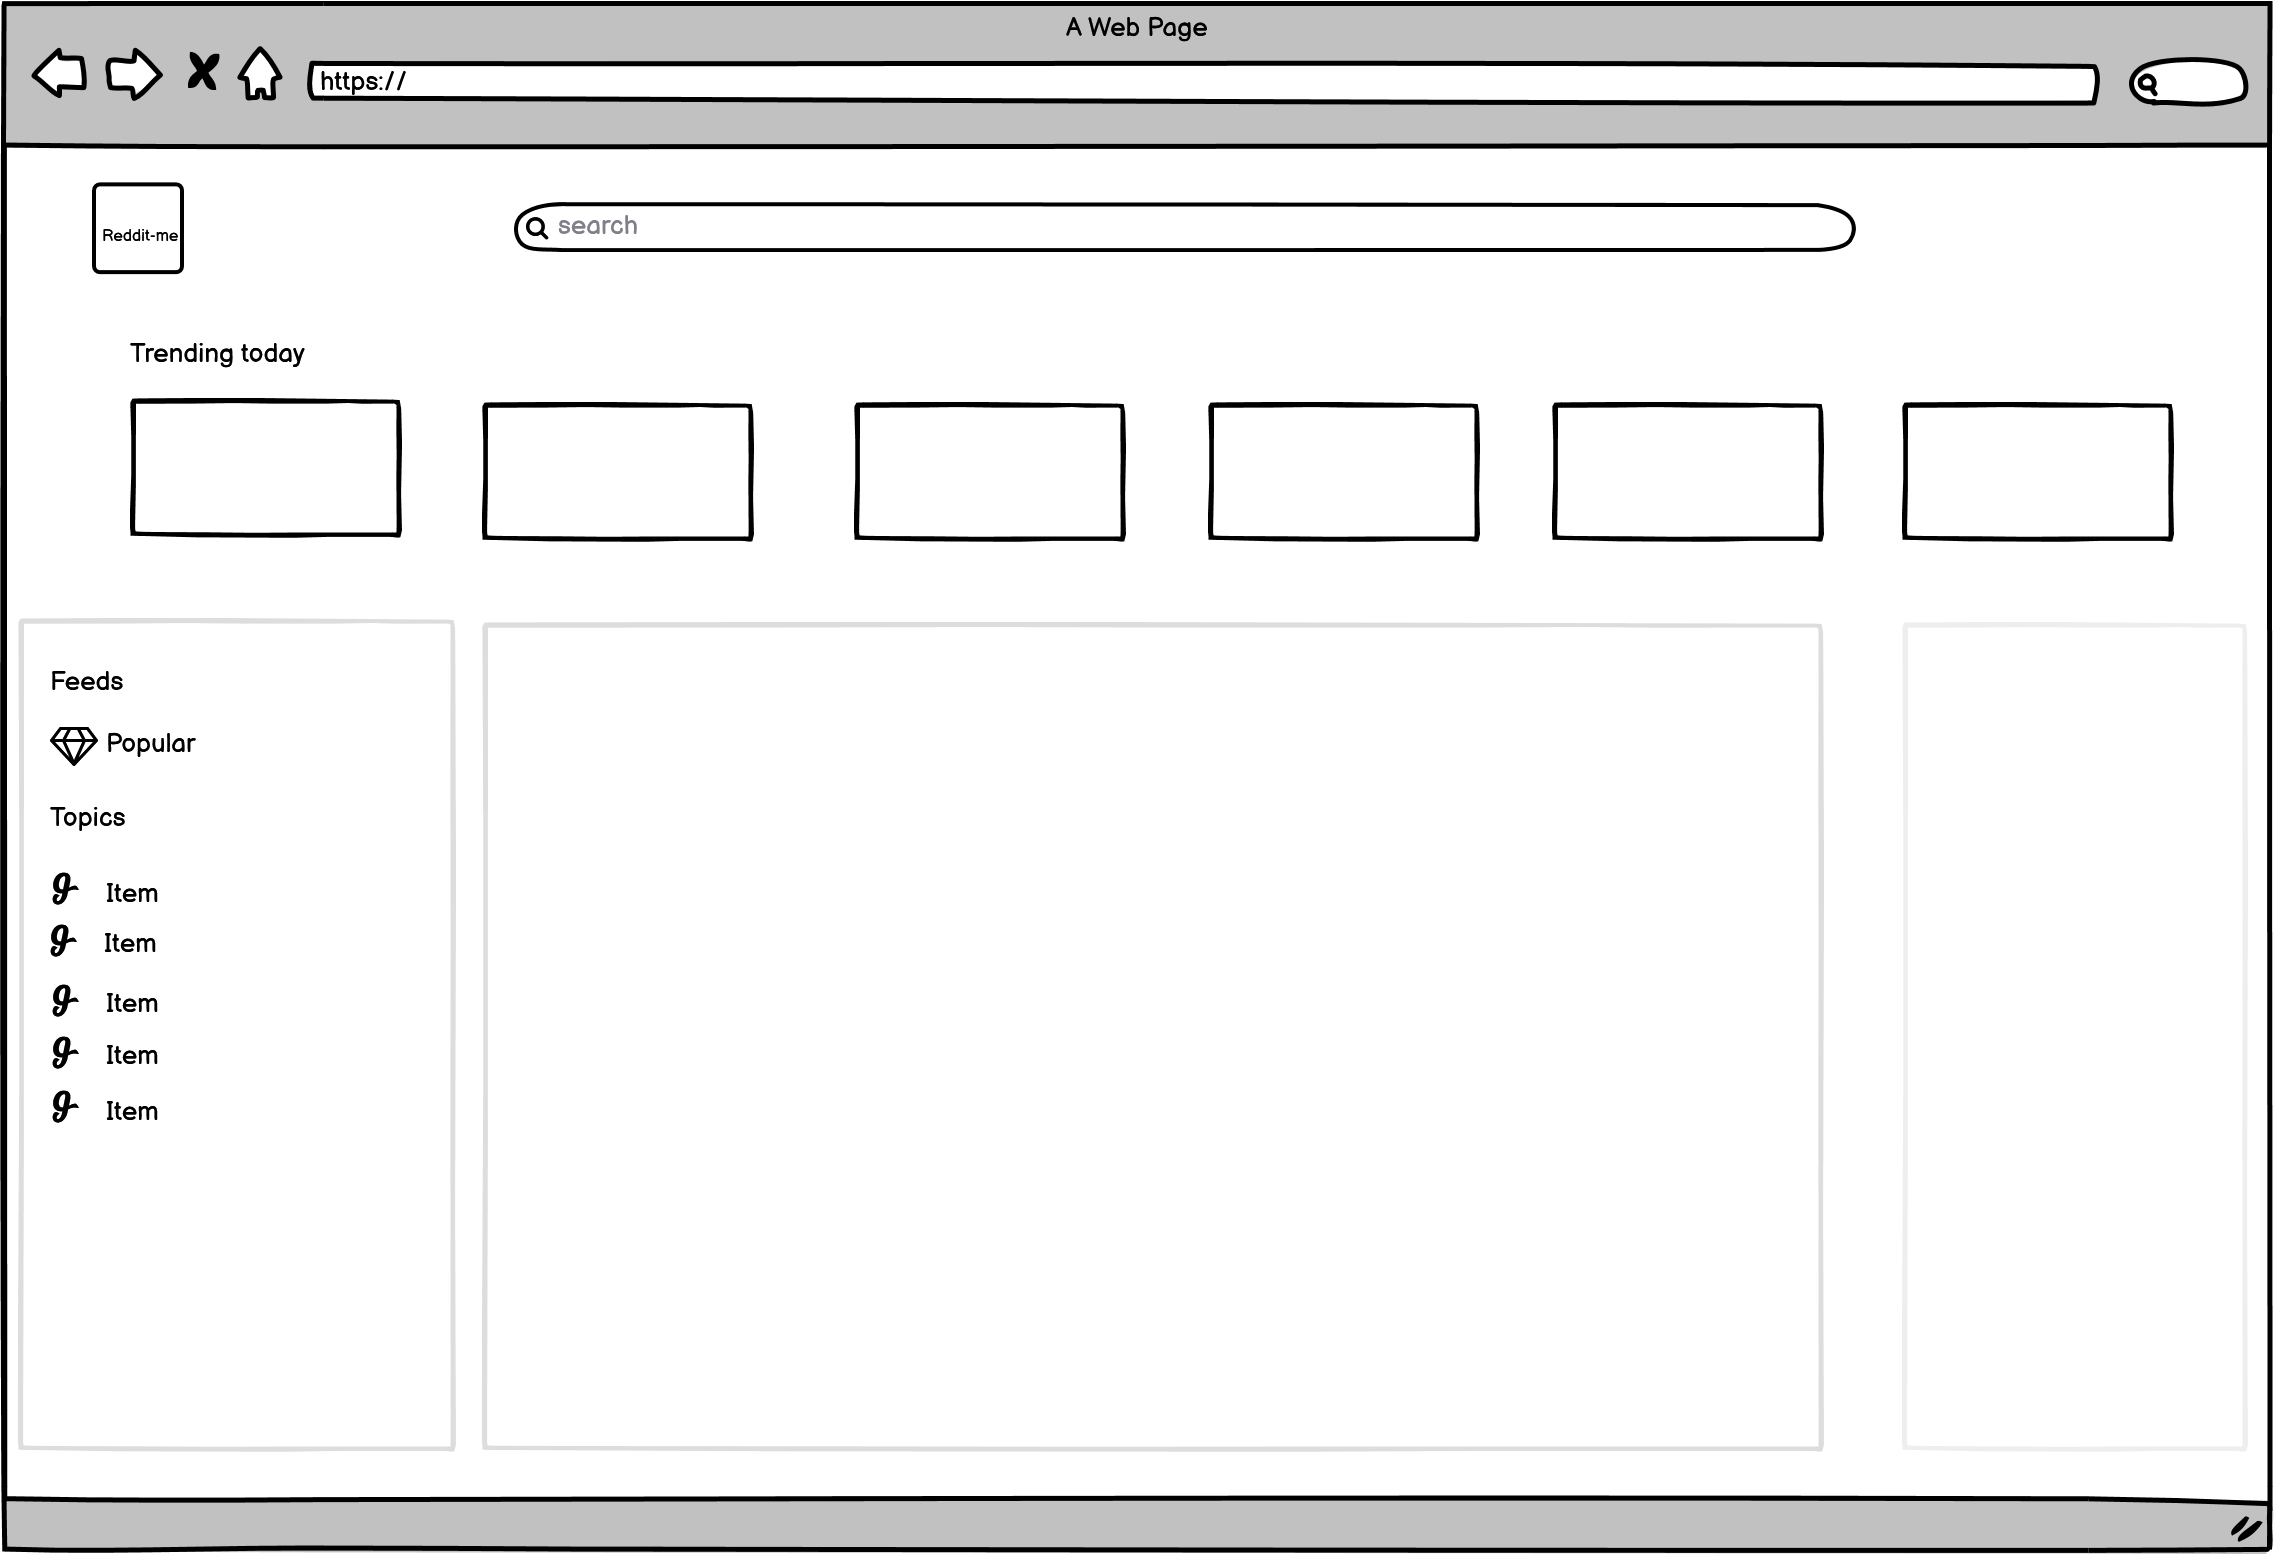 A Web Page
https://
Reddit-me
search
Trending today
Feeds
Popular
Topics
Item
Item
Item
Item
Item